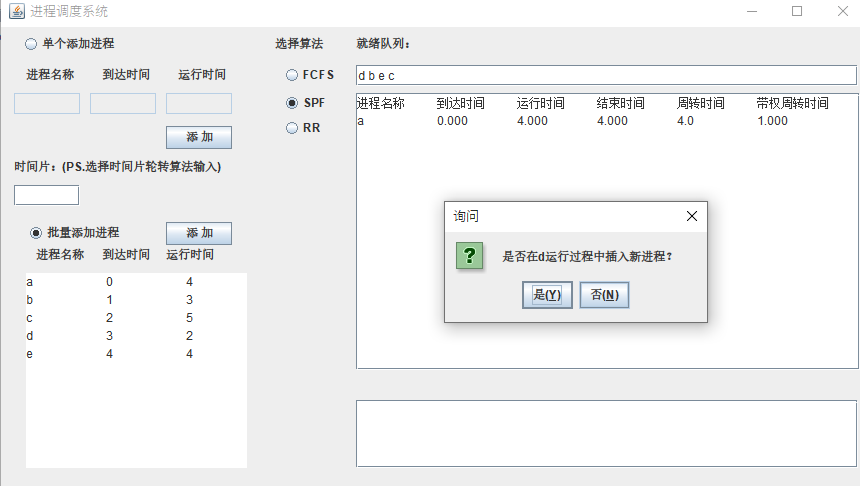 进程调度系统
单个添加进程
进程名称 到达时间 运行时间
添 加
时间片：(PS.选择时间片轮转算法输入)
批量添加进程 添 加
进程名称 到达时间 运行时间
a 0 4
b 1 3
c 2 5
d 3 2
e 4 4
选择算法
FCFS
SPF
RR
就绪队列：
d b e c
进程名称 到达时间 运行时间 结束时间 周转时间 带权周转时间
a 0.000 4.000 4.000 4.0 1.000
询问
?
是否在d运行过程中插入新进程?
是(Y) 否(N)